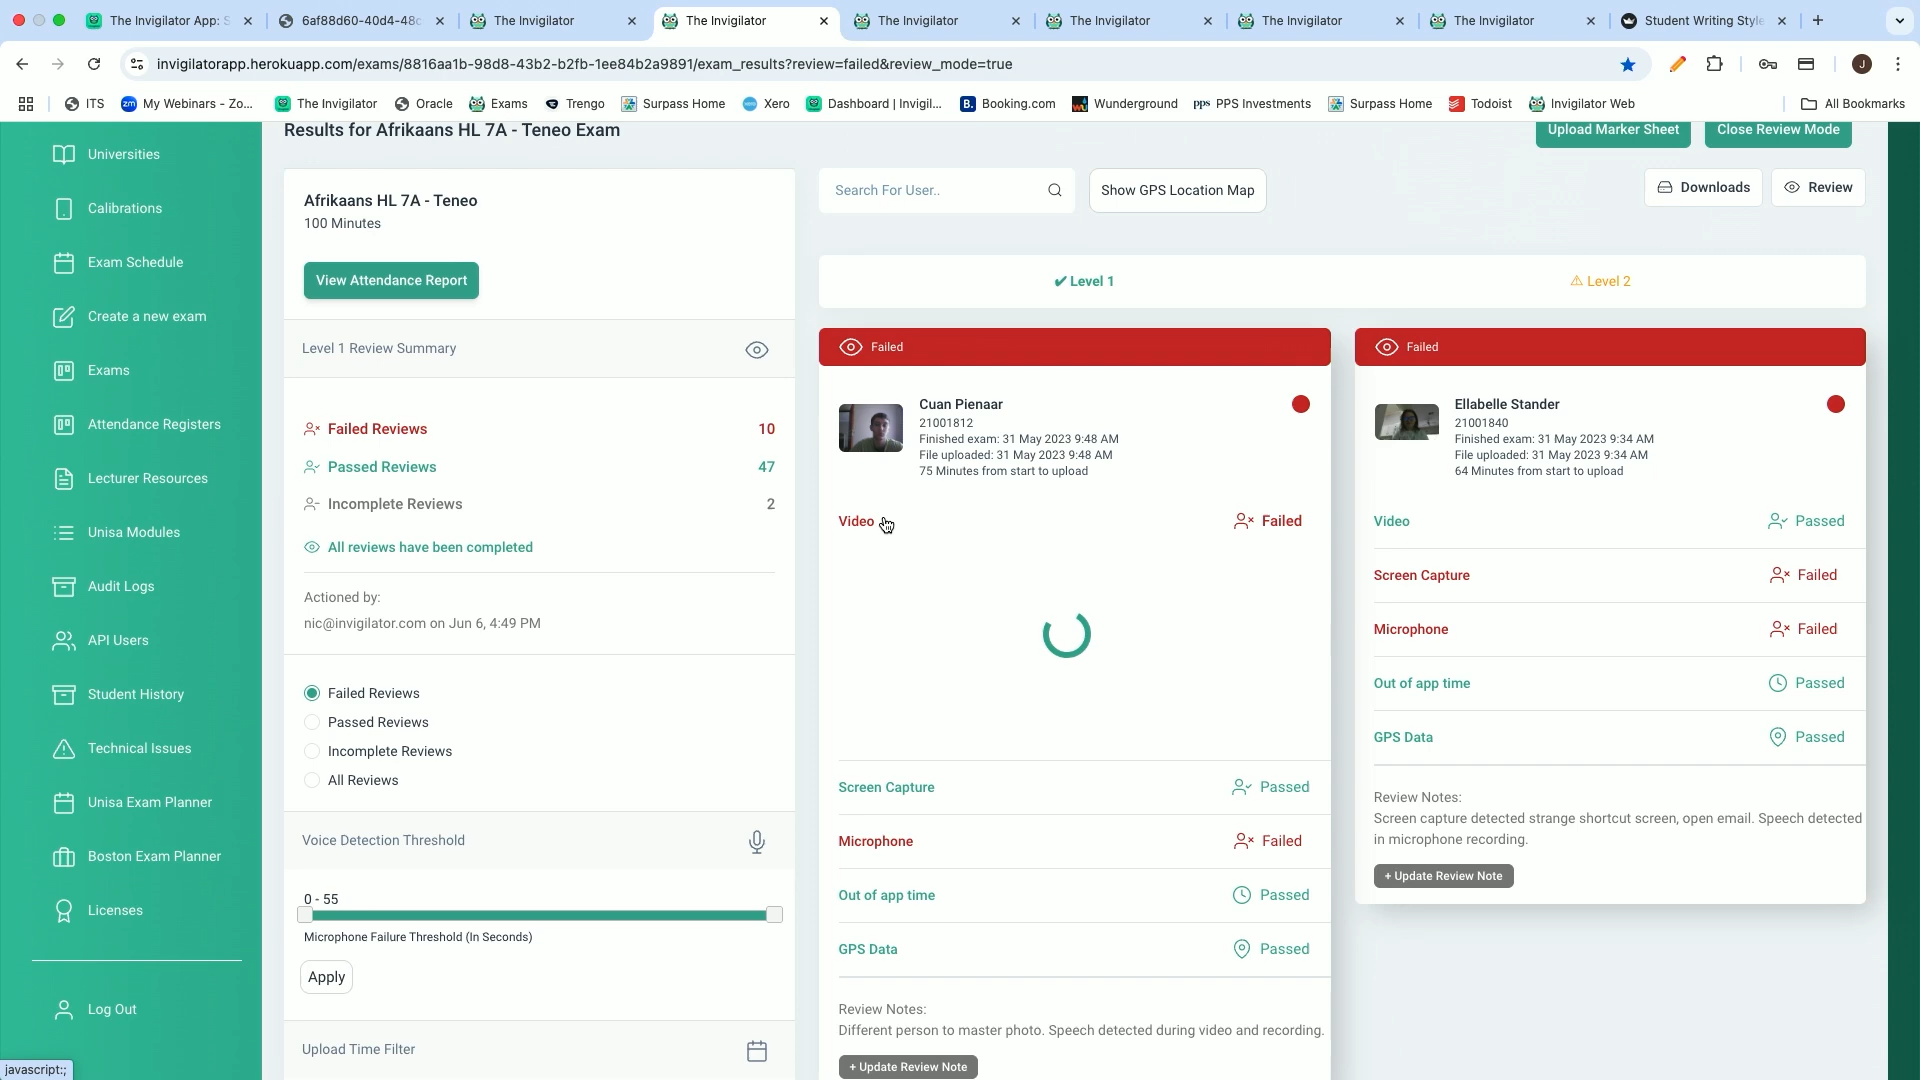 The Invigilator App: S
6af88d60-40d4-48c
The Invigilator
The Invigilator
The Invigilator
The Invigilator
The Invigilator
The Invigilator
Student Writing Style
invigilatorapp.herokuapp.com/exams/8816aa1b-98d8-43b2-b2fb-1ee84b2a9891/exam_results?review=failed&review_mode=true
J
ITS
zm My Webinars - Zo...
The Invigilator
Oracle
Exams
Trengo
Surpass Home
Xero
Dashboard | Invigil...
B. Booking.com
Wunderground
pps PPS Investments
Surpass Home
Todoist
Invigilator Web
All Bookmarks
Universities
Calibrations
Exam Schedule
Create a new exam
Exams
Attendance Registers
Lecturer Resources
Unisa Modules
Audit Logs
API Users
Student History
Technical Issues
Unisa Exam Planner
Boston Exam Planner
Licenses
Log Out
javascript:;
Results for Afrikaans HL 7A - Teneo Exam
Upload Marker Sheet
Close Review Mode
Afrikaans HL 7A - Teneo
100 Minutes
View Attendance Report
Level 1 Review Summary
Failed Reviews 10
Passed Reviews 47
Incomplete Reviews 2
All reviews have been completed
Actioned by:
nic@invigilator.com on Jun 6, 4:49 PM
Failed Reviews
Passed Reviews
Incomplete Reviews
All Reviews
Voice Detection Threshold
0 - 55
Microphone Failure Threshold (In Seconds)
Apply
Upload Time Filter
Search For User..
Show GPS Location Map
Downloads
Review
✔ Level 1
⚠ Level 2
Failed
Cuan Pienaar
21001812
Finished exam: 31 May 2023 9:48 AM
File uploaded: 31 May 2023 9:48 AM
75 Minutes from start to upload
Video Failed
Screen Capture Passed
Microphone Failed
Out of app time Passed
GPS Data Passed
Review Notes:
Different person to master photo. Speech detected during video and recording.
+ Update Review Note
Failed
Ellabelle Stander
21001840
Finished exam: 31 May 2023 9:34 AM
File uploaded: 31 May 2023 9:34 AM
64 Minutes from start to upload
Video Passed
Screen Capture Failed
Microphone Failed
Out of app time Passed
GPS Data Passed
Review Notes:
Screen capture detected strange shortcut screen, open email. Speech detected
in microphone recording.
+ Update Review Note